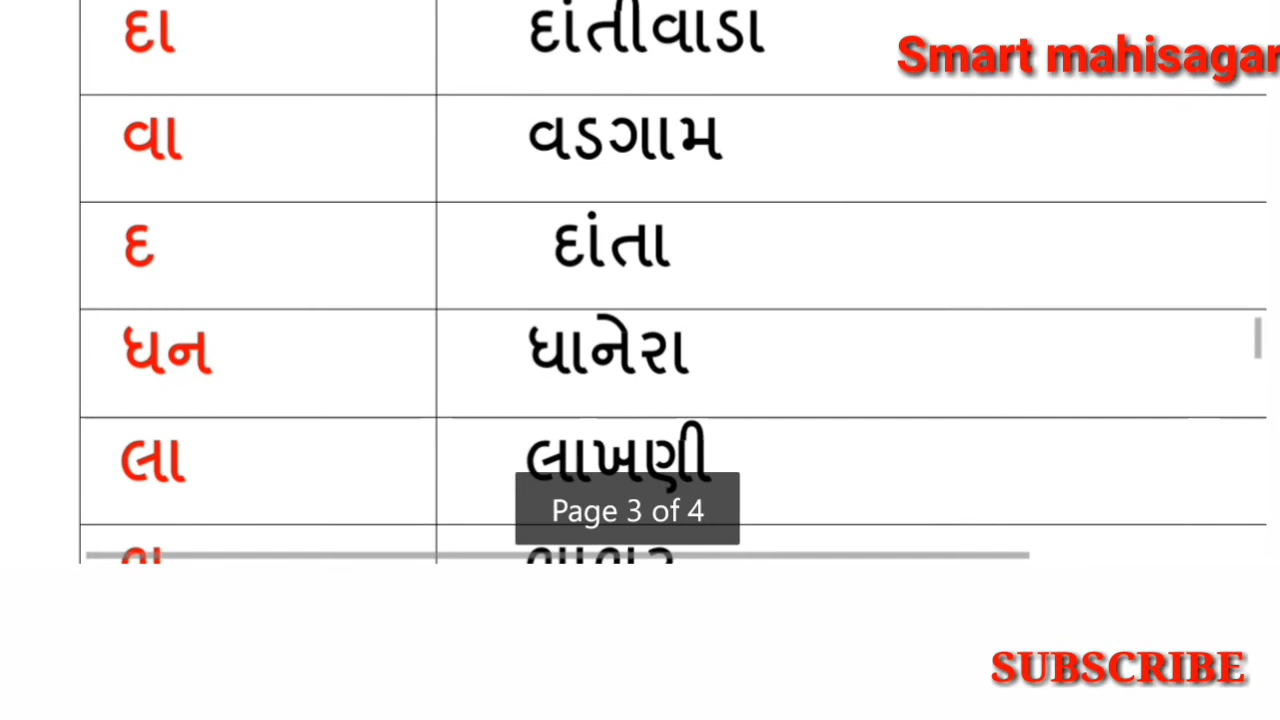 દા દાંતીવાડા
Smart mahisagar
વા વડગામ
દ દાંતા
ધન ધાનેરા
લા લાખણી
Page 3 of 4
SUBSCRIBE